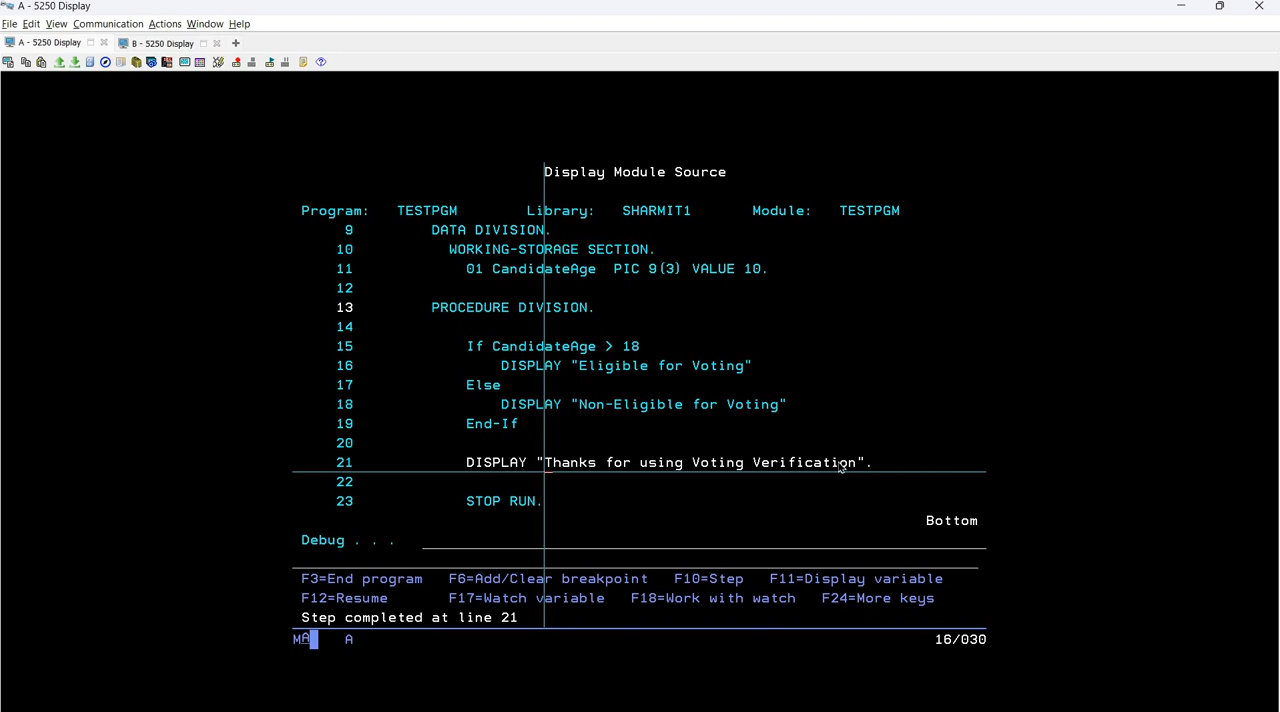 A - 5250 Display
File Edit View Communication Actions Window Help
A - 5250 Display B - 5250 Display
Display Module Source
Program: TESTPGM Library: SHARMIT1 Module: TESTPGM
9 DATA DIVISION.
10 WORKING-STORAGE SECTION.
11 01 CandidateAge PIC 9(3) VALUE 10.
12
13 PROCEDURE DIVISION.
14
15 If CandidateAge > 18
16 DISPLAY "Eligible for Voting"
17 Else
18 DISPLAY "Non-Eligible for Voting"
19 End-If
20
21 DISPLAY "Thanks for using Voting Verification".
22
23 STOP RUN.
Bottom
Debug . . .
F3=End program F6=Add/Clear breakpoint F10=Step F11=Display variable
F12=Resume F17=Watch variable F18=Work with watch F24=More keys
Step completed at line 21
MA A 16/030